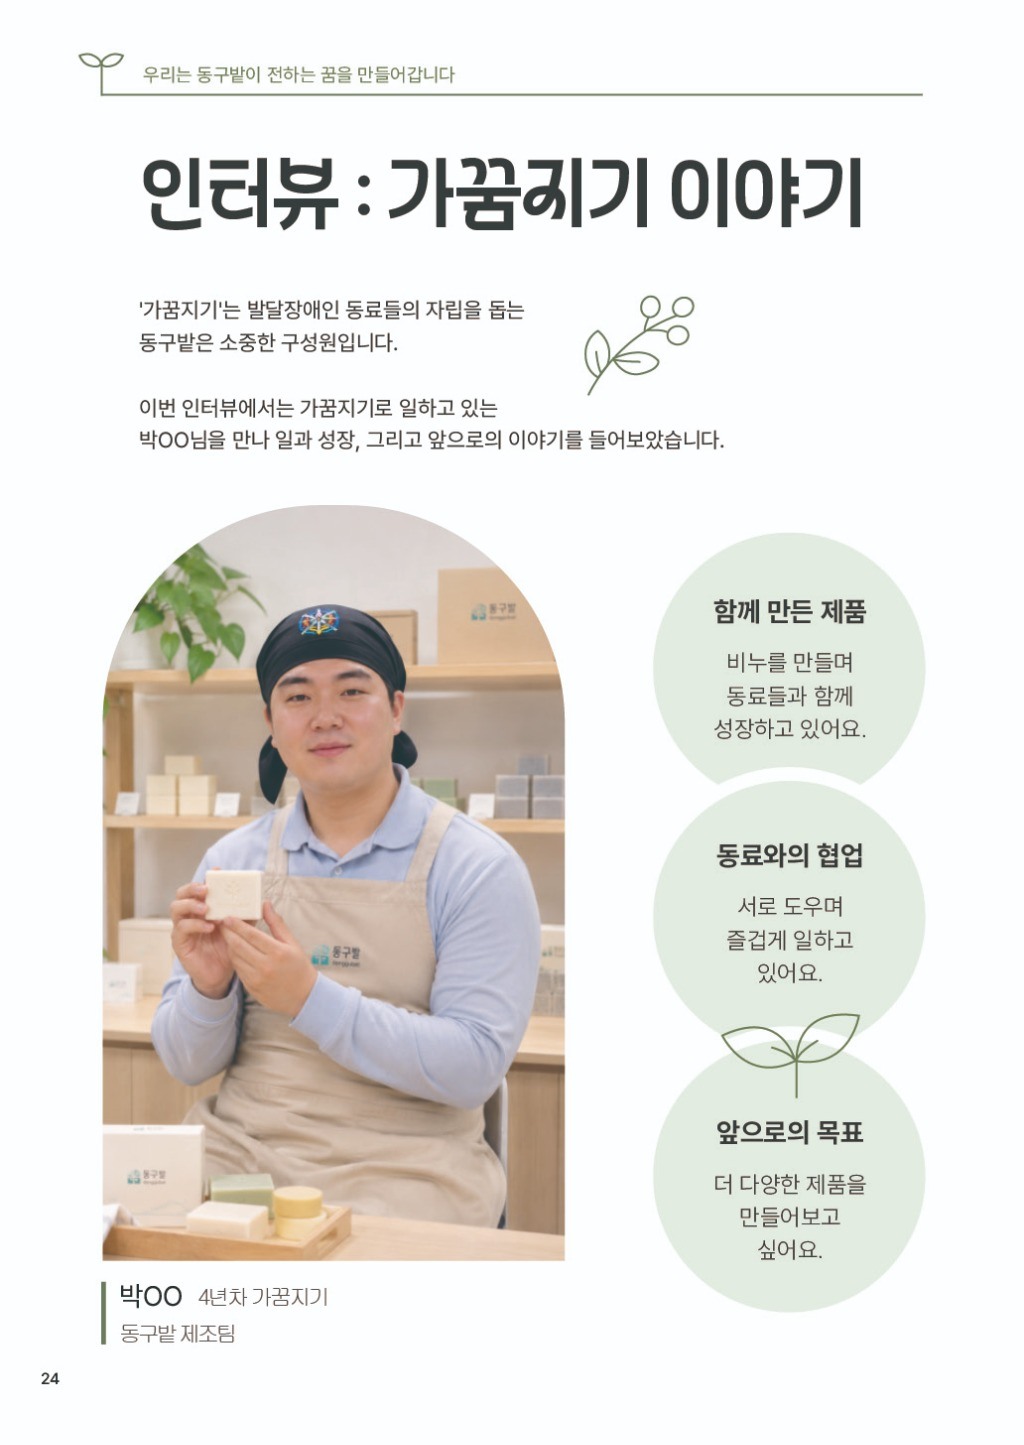 우리는 동구밭이 전하는 꿈을 만들어갑니다
인터뷰 : 가꿈지기 이야기
'가꿈지기'는 발달장애인 동료들의 자립을 돕는
동구밭은 소중한 구성원입니다.
이번 인터뷰에서는 가꿈지기로 일하고 있는
박OO님을 만나 일과 성장, 그리고 앞으로의 이야기를 들어보았습니다.
동구밭
함께 만든 제품
비누를 만들며
동료들과 함께
성장하고 있어요.
동료와의 협업
서로 도우며
즐겁게 일하고
있어요.
동구밭
앞으로의 목표
더 다양한 제품을
만들어보고
싶어요.
동구밭
박OO 4년차 가꿈지기
동구밭 제조팀
24